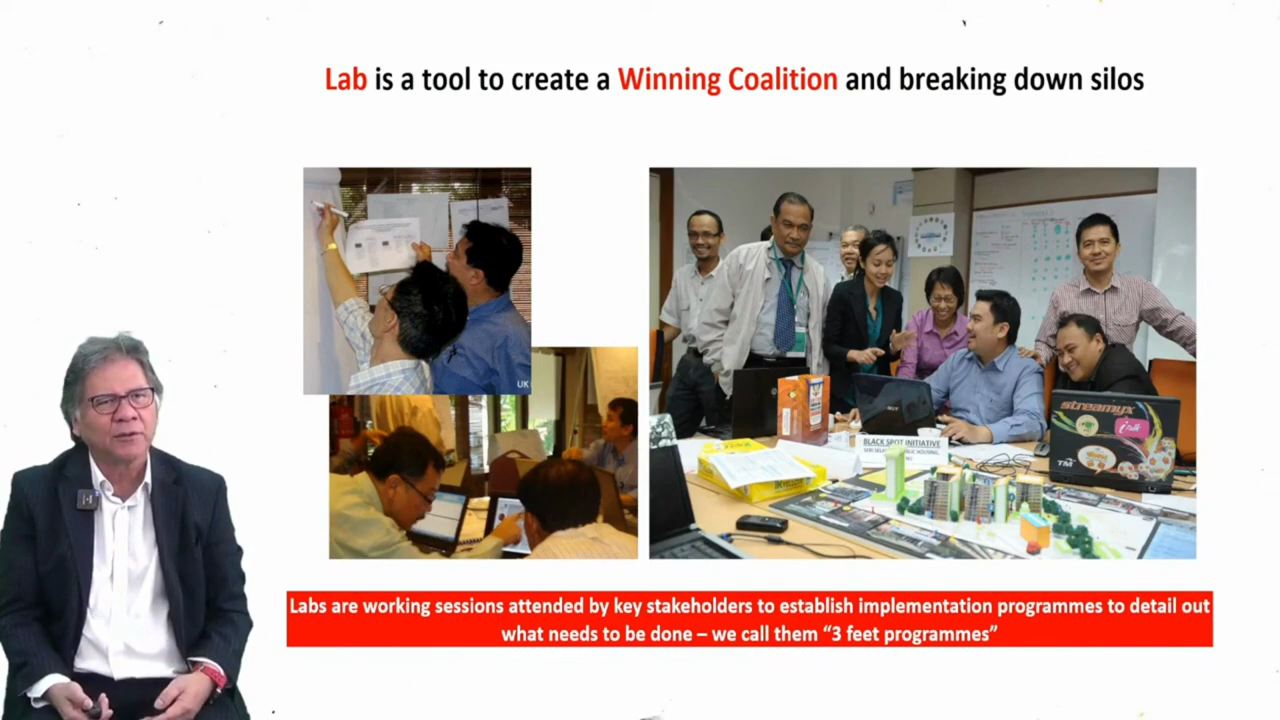 Lab is a tool to create a Winning Coalition and breaking down silos
UK
BLACK SPOT INITIATIVE
streamyx
TM
Labs are working sessions attended by key stakeholders to establish implementation programmes to detail out
what needs to be done – we call them “3 feet programmes”